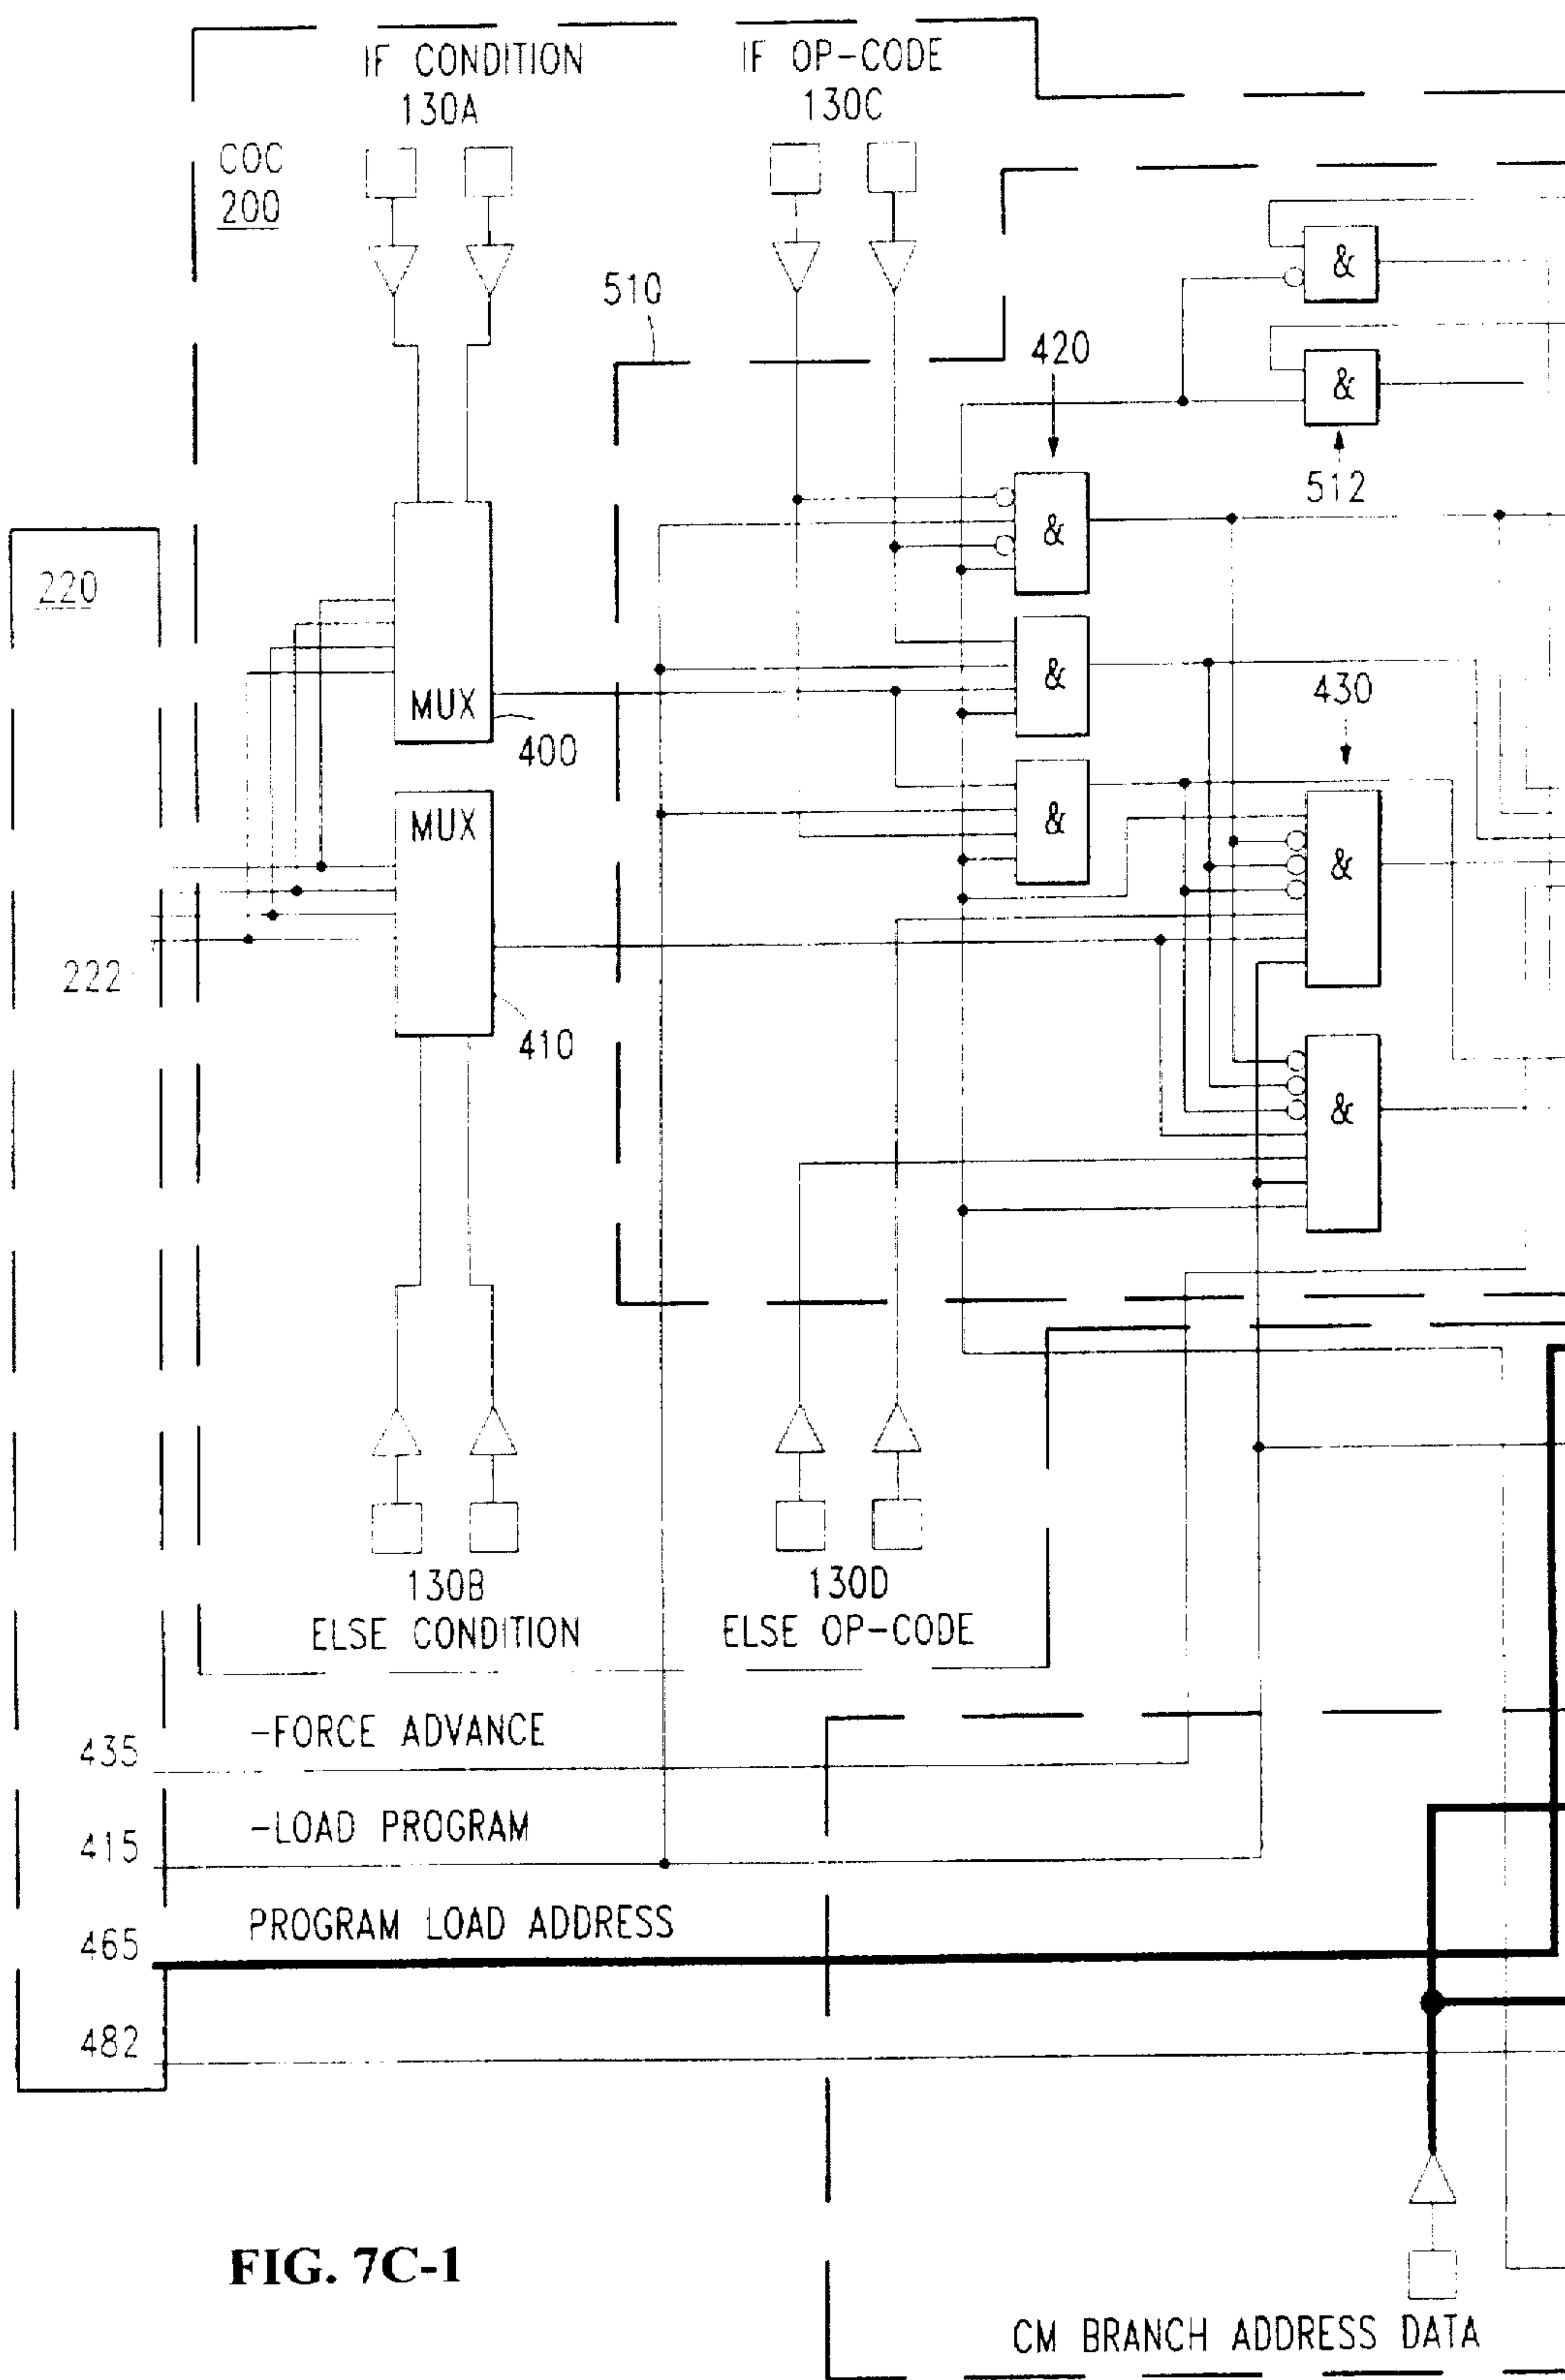 IF CONDITION
130A
IF OP-CODE
130C
COC
200
510
420
&
&
512
220
&
&
MUX
400
430
MUX
&
&
222
410
&
130B
ELSE CONDITION
130D
ELSE OP-CODE
435
-FORCE ADVANCE
415
-LOAD PROGRAM
465
PROGRAM LOAD ADDRESS
482
FIG. 7C-1
CM BRANCH ADDRESS DATA